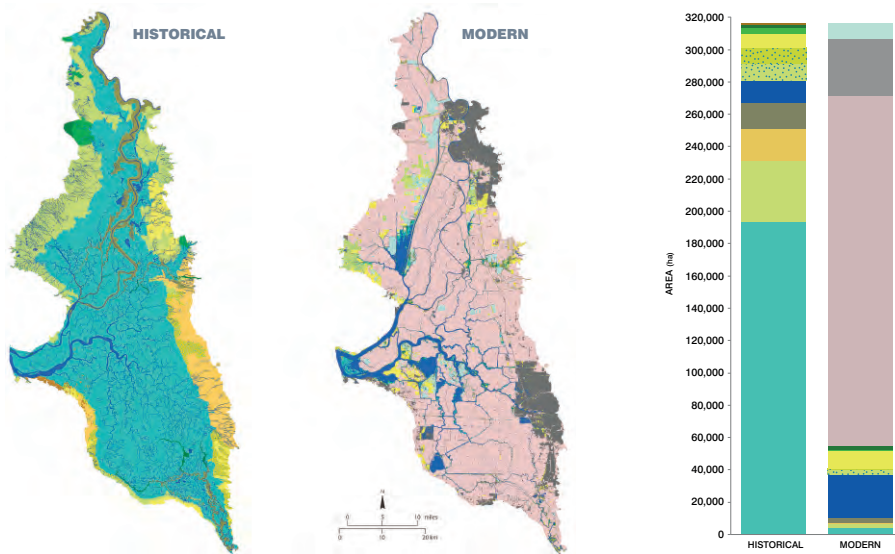 HISTORICAL
MODERN
N
0 5 10 miles
0 10 20 km
AREA (ha)
320,000
300,000
280,000
260,000
240,000
220,000
200,000
180,000
160,000
140,000
120,000
100,000
80,000
60,000
40,000
20,000
0
HISTORICAL
MODERN